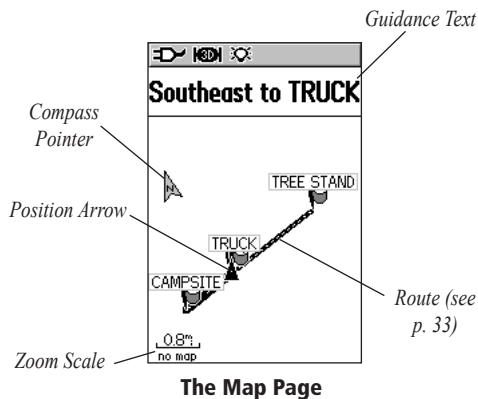 Guidance Text
3D
Southeast to TRUCK
Compass
Pointer
N
TREE STAND
Position Arrow
TRUCK
CAMPSITE
Route (see
p. 33)
0.8m
no map
Zoom Scale
The Map Page